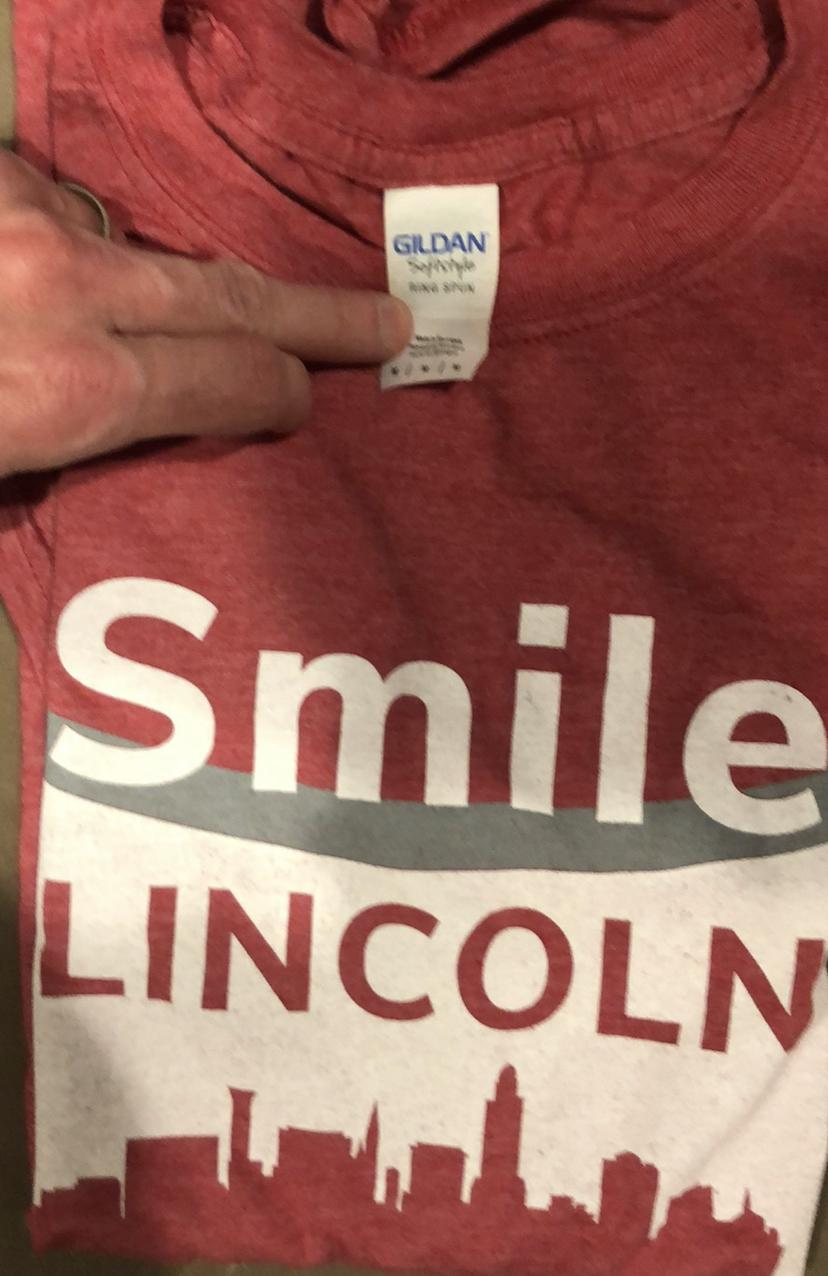 GILDAN
Softstyle
RING SPUN
Smile
LINCOLN